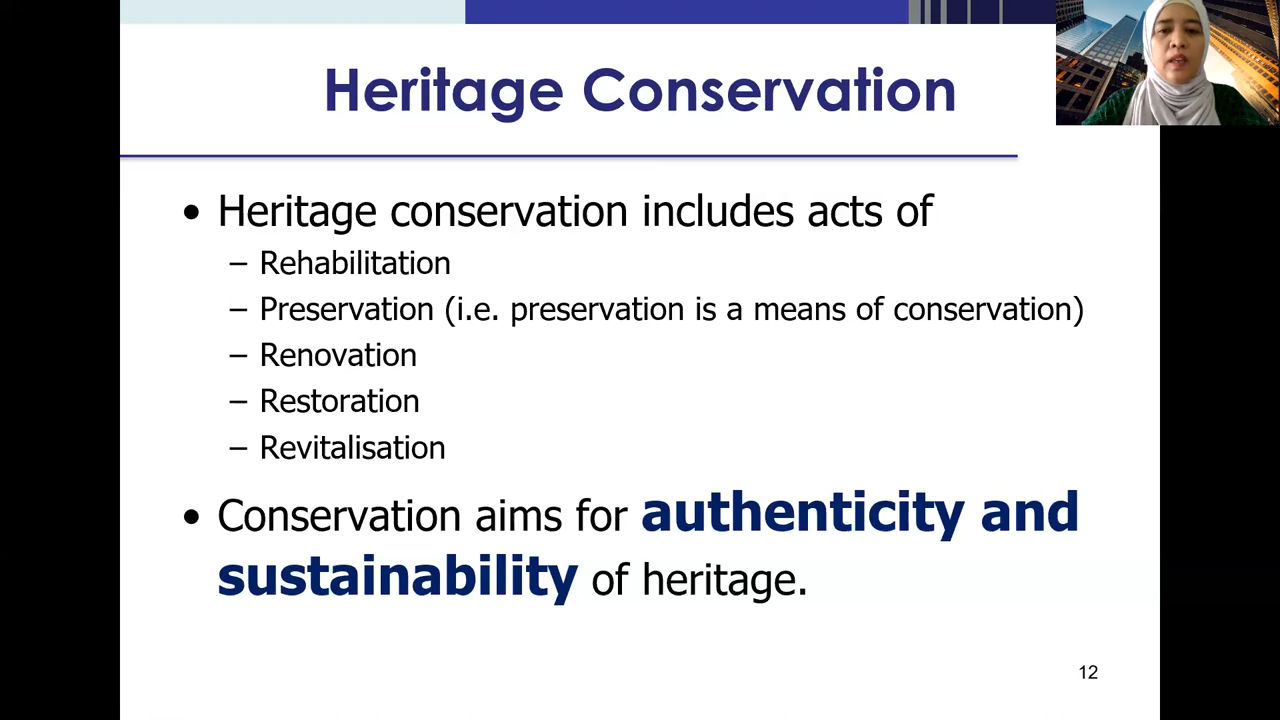 Heritage Conservation
• Heritage conservation includes acts of
– Rehabilitation
– Preservation (i.e. preservation is a means of conservation)
– Renovation
– Restoration
– Revitalisation
• Conservation aims for authenticity and
sustainability of heritage.
12